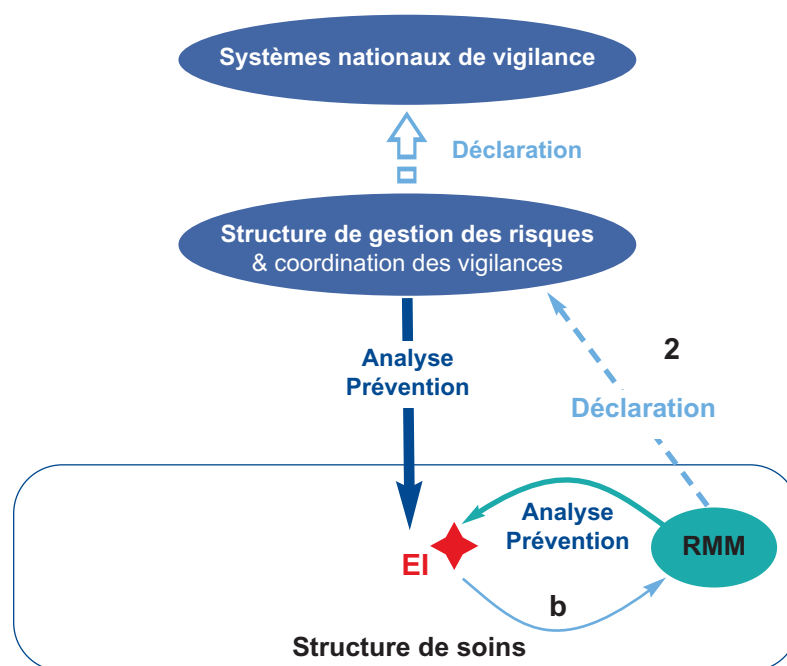 Systèmes nationaux de vigilance
Déclaration
Structure de gestion des risques
& coordination des vigilances
2
Analyse
Prévention
Déclaration
Analyse
Prévention
RMM
EI
b
Structure de soins